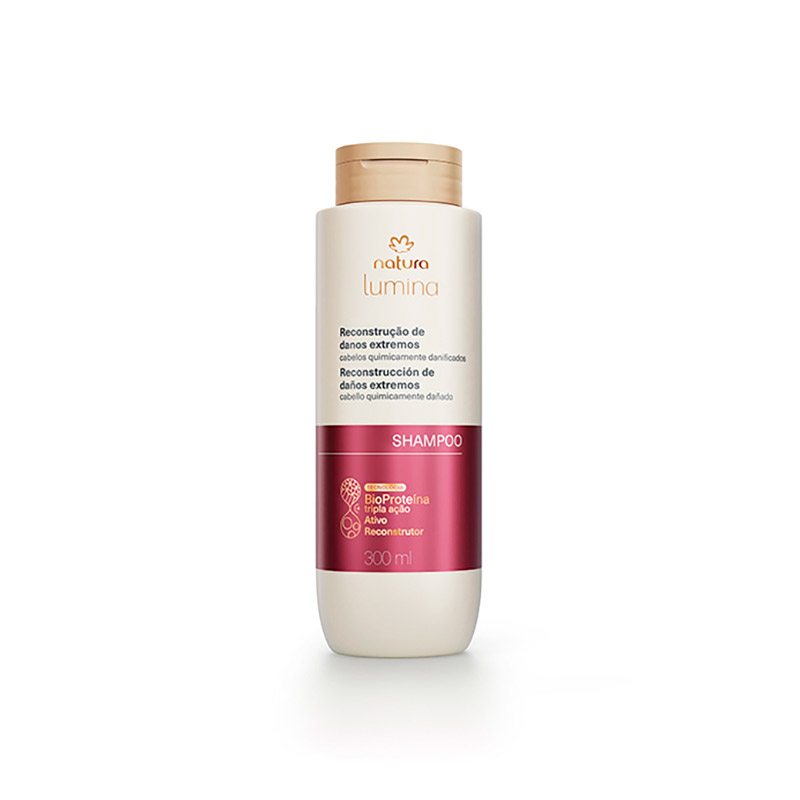 natura
lumina
Reconstrução de
danos extremos
cabelos quimicamente danificados
Reconstrucción de
daños extremos
cabello quimicamente dañado
SHAMPOO
TECNOLOGIA
BioProteína
tripla ação
Ativo
Reconstrutor
300 ml